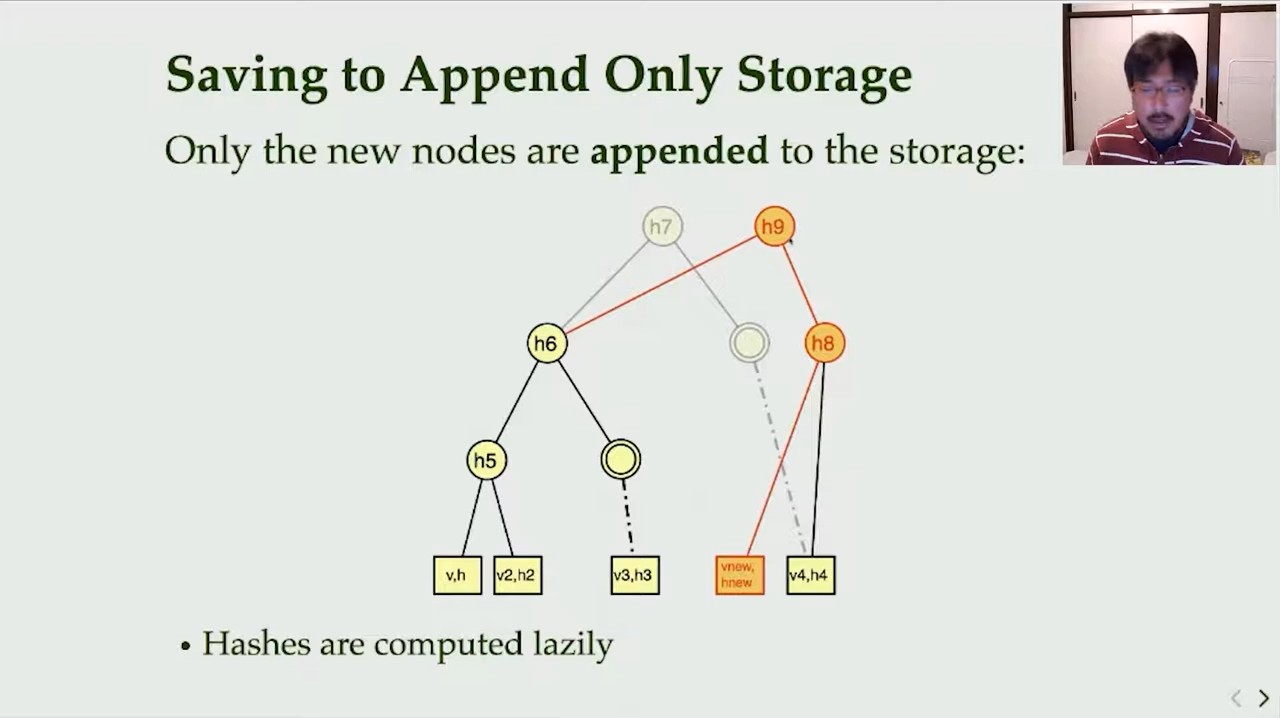 Saving to Append Only Storage
Only the new nodes are appended to the storage:
h7
h9
h6
h8
h5
v,h
v2,h2
v3,h3
vnew,
hnew
v4,h4
• Hashes are computed lazily